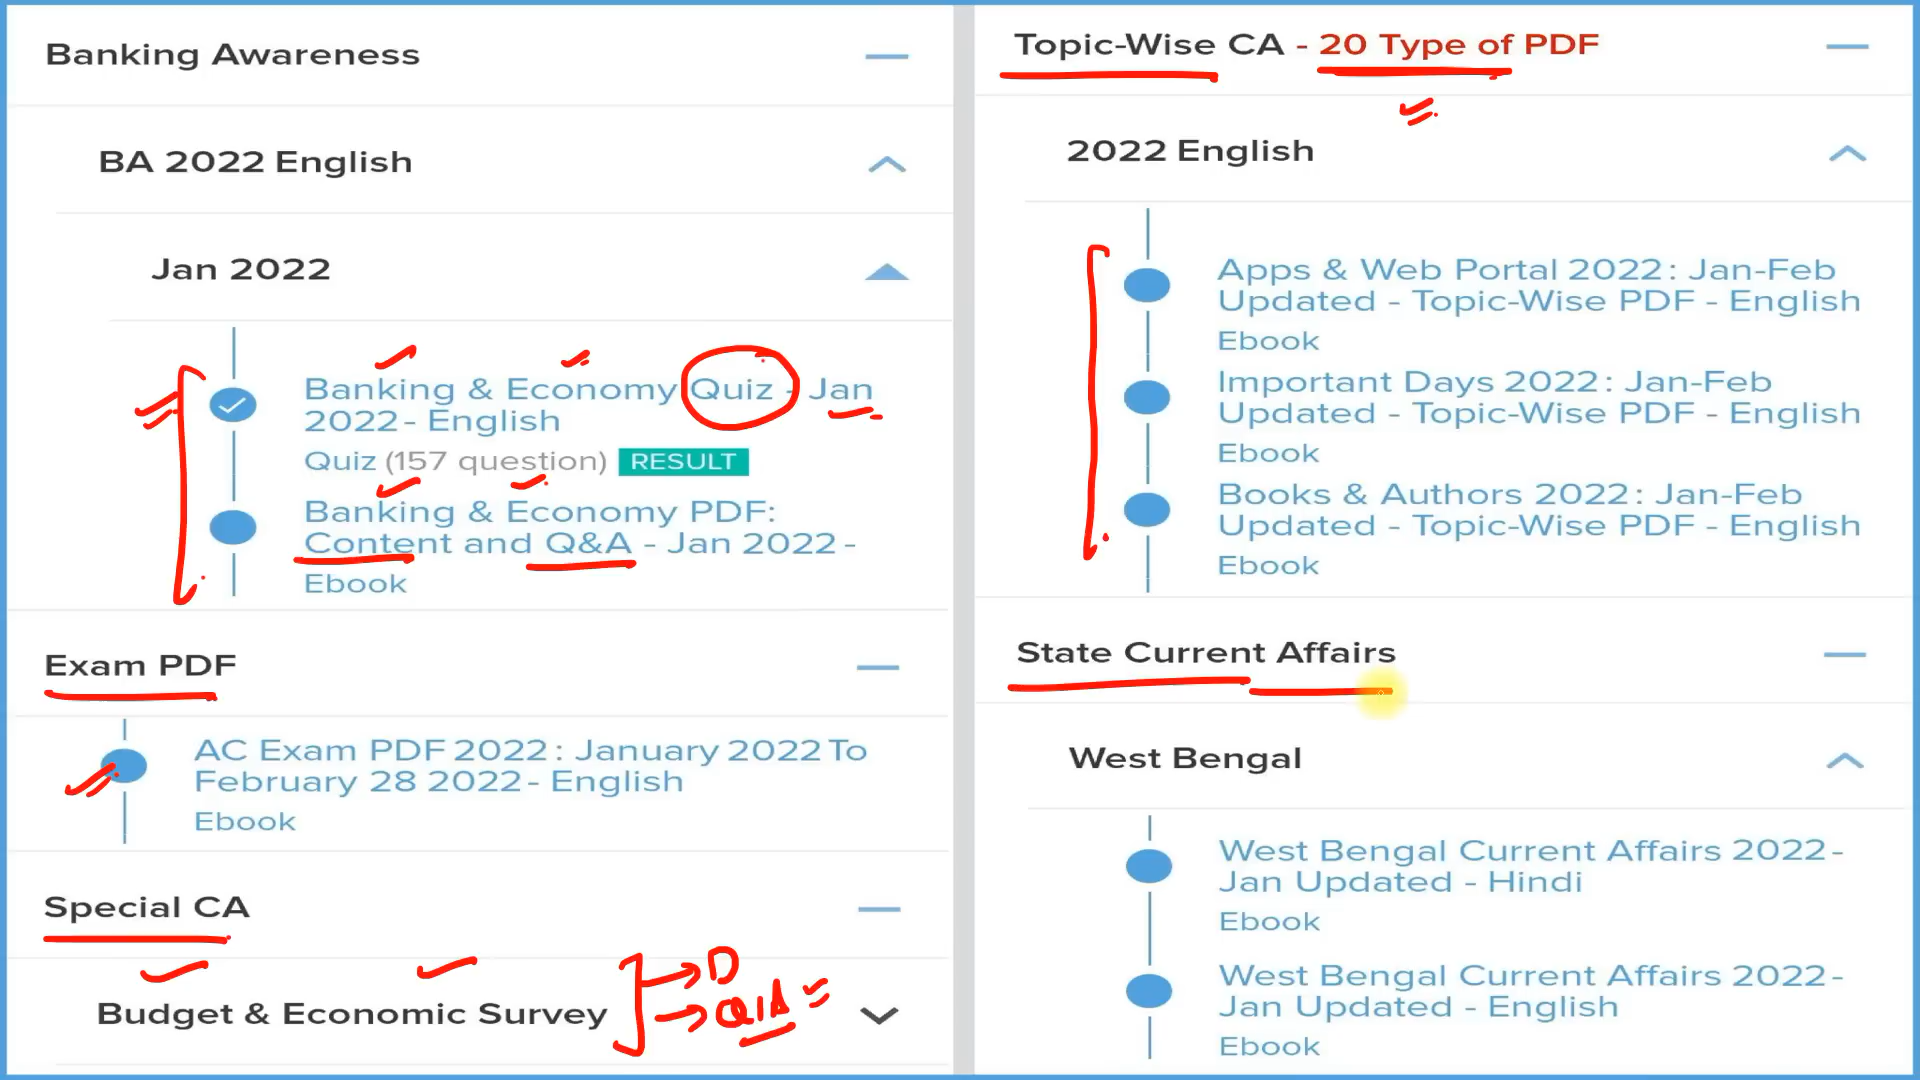 Banking Awareness
BA 2022 English
Jan 2022
Banking & Economy Quiz - Jan
2022- English
Quiz (157 question) RESULT
Banking & Economy PDF:
Content and Q&A - Jan 2022 -
Ebook
Exam PDF
AC Exam PDF 2022: January 2022 To
February 28 2022- English
Ebook
Special CA
Budget & Economic Survey
D
Q/A
Topic-Wise CA - 20 Type of PDF
2022 English
Apps & Web Portal 2022: Jan-Feb
Updated - Topic-Wise PDF - English
Ebook
Important Days 2022: Jan-Feb
Updated - Topic-Wise PDF - English
Ebook
Books & Authors 2022: Jan-Feb
Updated - Topic-Wise PDF - English
Ebook
State Current Affairs
West Bengal
West Bengal Current Affairs 2022-
Jan Updated - Hindi
Ebook
West Bengal Current Affairs 2022-
Jan Updated - English
Ebook